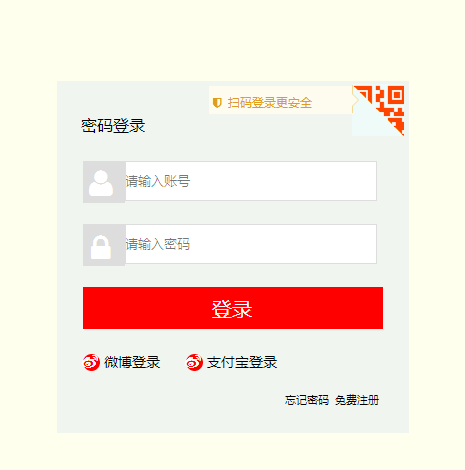 扫码登录更安全
密码登录
请输入账号
请输入密码
登录
微博登录 支付宝登录
忘记密码 免费注册